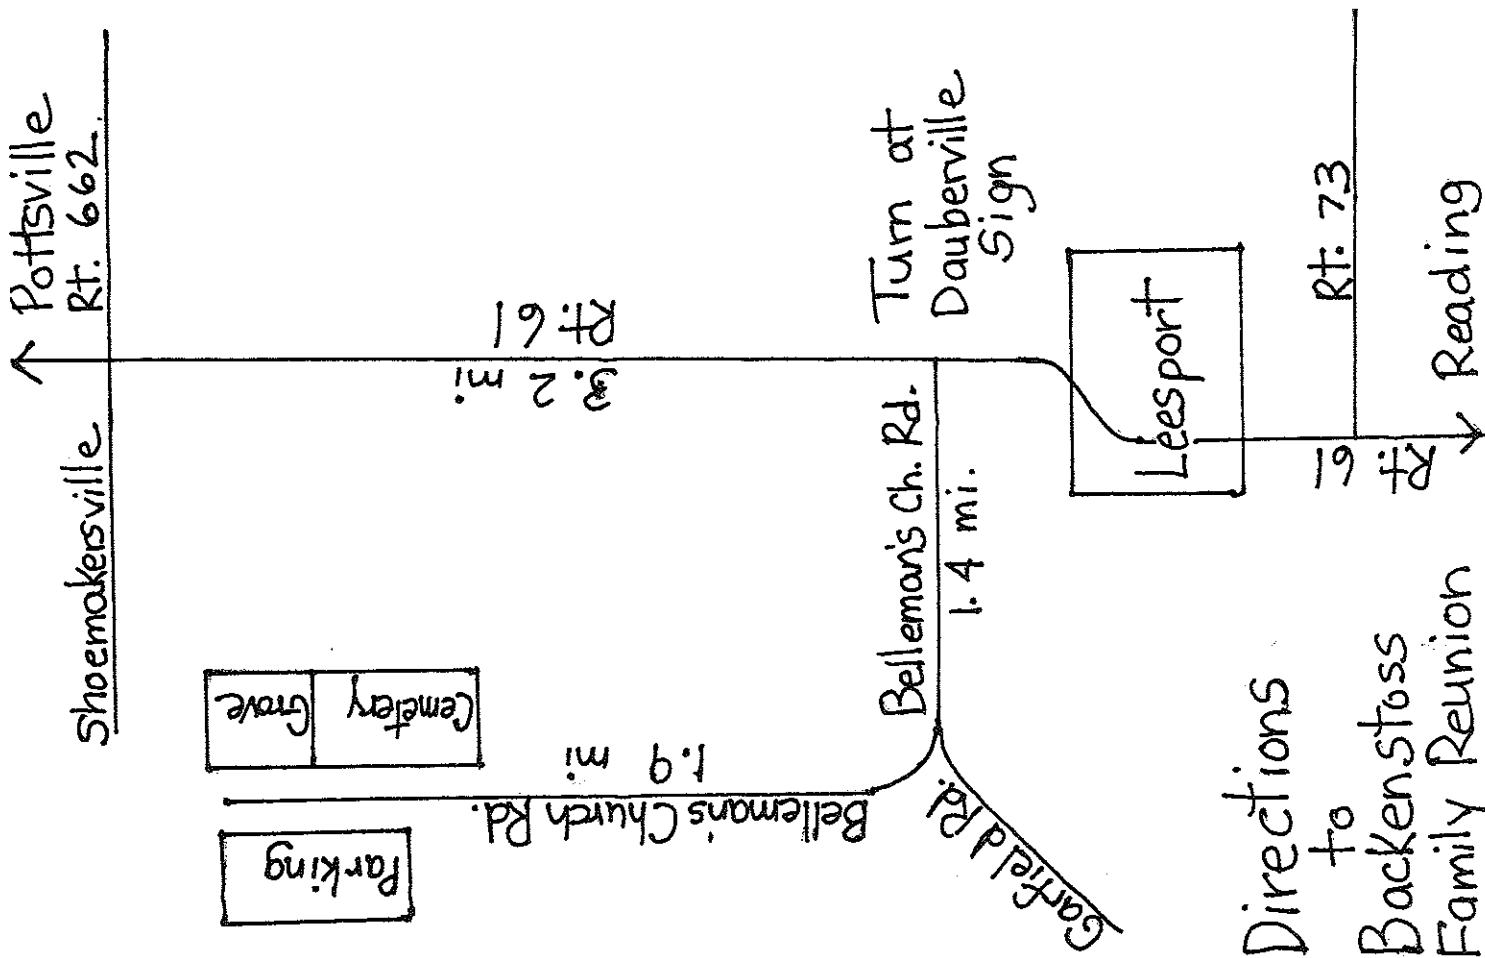 Pottsville
Rt. 662
Shoemakersville
Rt. 61
3.2 mi
Turn at
Dauberville
Sign
Belleman's Ch. Rd.
1.4 mi.
Grove
Cemetery
1.9 mi
Belleman's Church Rd.
Parking
Garfield Rd.
Leesport
Rt. 73
Rt. 61
Reading
Directions
to
Backenstoss
Family Reunion